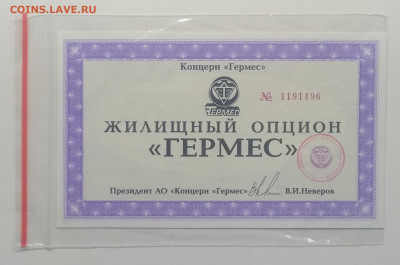 COINS.LAVE.RU
Концерн «Гермес»
ГЕРМЕС
№ 1191496
ЖИЛИЩНЫЙ ОПЦИОН
«ГЕРМЕС»
Президент АО «Концерн «Гермес» В.И.Неверов